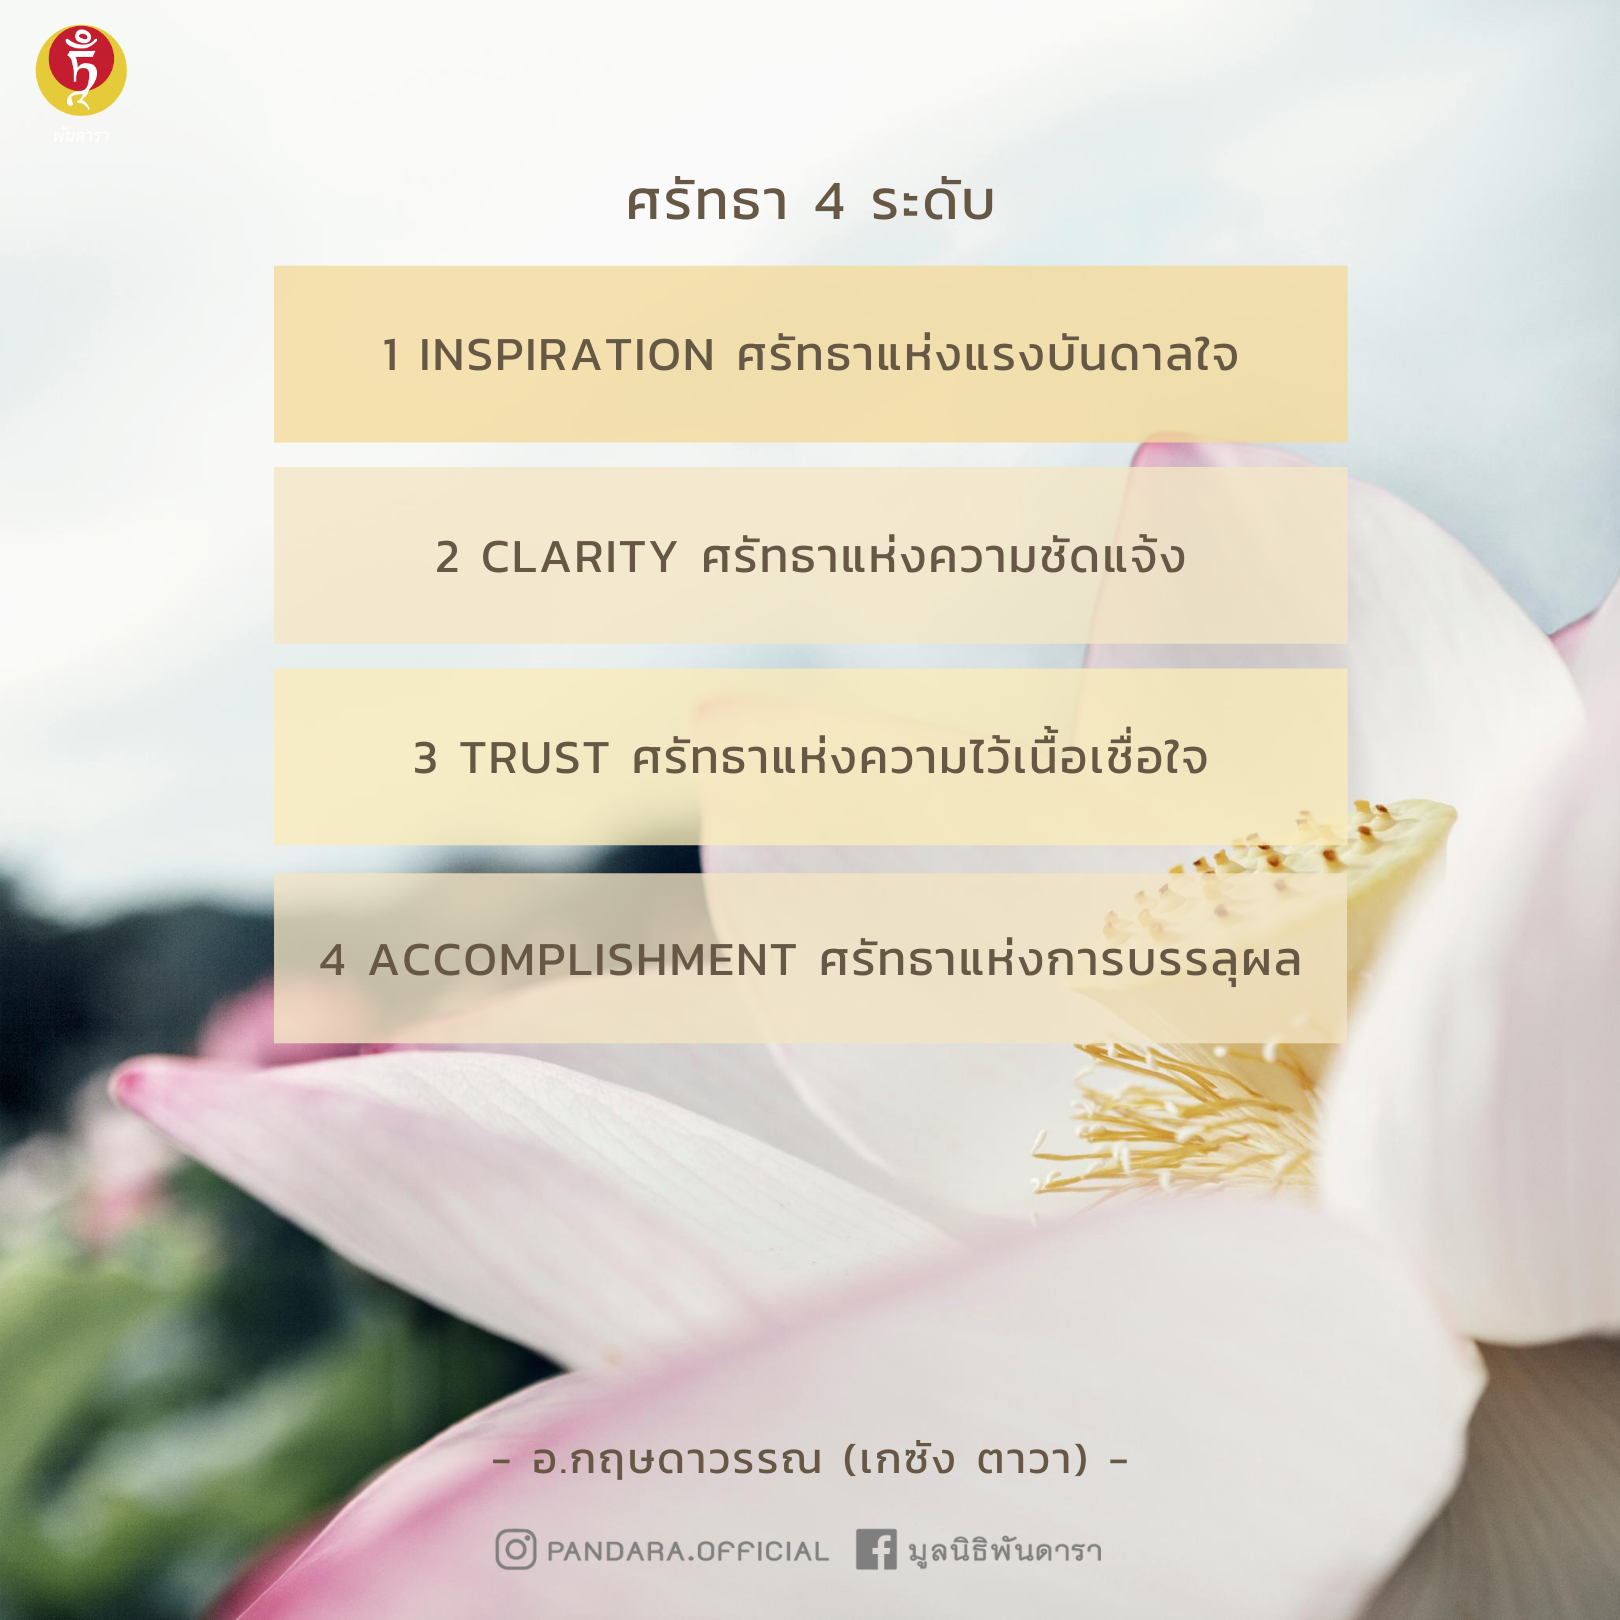 พันดารา
ศรัทธา 4 ระดับ
1 INSPIRATION ศรัทธาแห่งแรงบันดาลใจ
2 CLARITY ศรัทธาแห่งความชัดแจ้ง
3 TRUST ศรัทธาแห่งความไว้เนื้อเชื่อใจ
4 ACCOMPLISHMENT ศรัทธาแห่งการบรรลุผล
- อ.กฤษดาวรรณ (เกซัง ตาวา) -
PANDARA.OFFICIAL มูลนิธิพันดารา